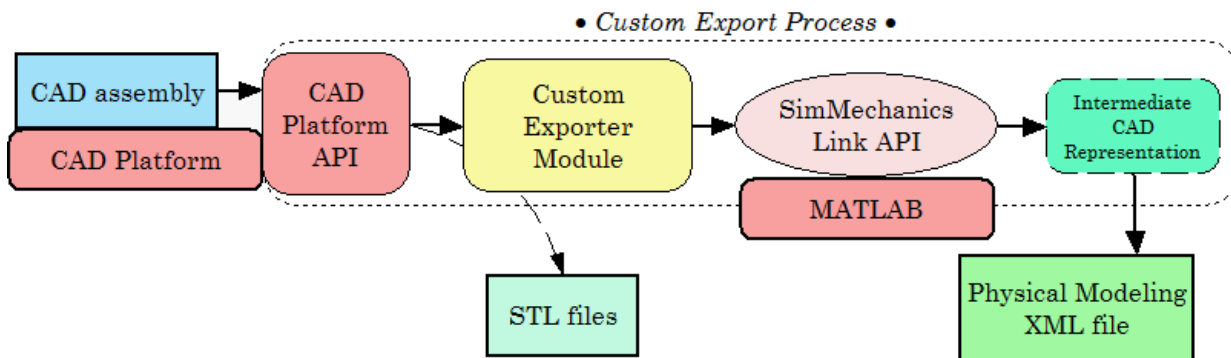 • Custom Export Process •
CAD assembly
CAD Platform
CAD
Platform
API
Custom
Exporter
Module
SimMechanics
Link API
MATLAB
Intermediate
CAD
Representation
STL files
Physical Modeling
XML file